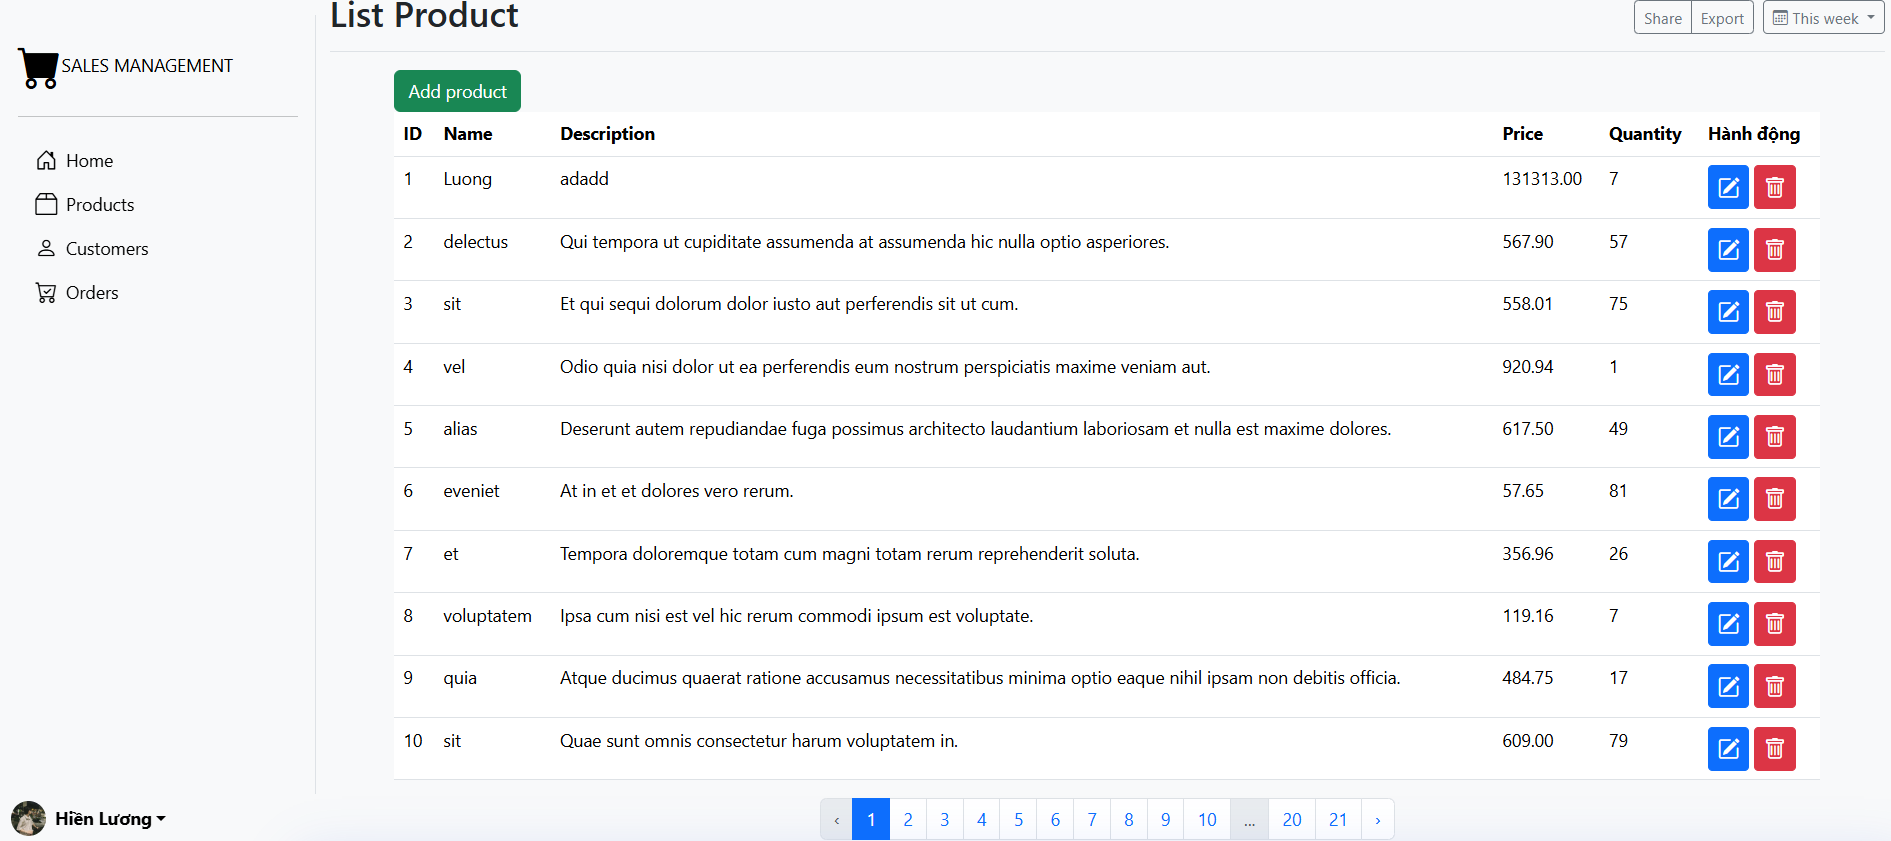 List Product
Share Export This week
SALES MANAGEMENT
Home
Products
Customers
Orders
Hiền Lương
Add product
ID Name Description Price Quantity Hành động
1 Luong adadd 131313.00 7
2 delectus Qui tempora ut cupiditate assumenda at assumenda hic nulla optio asperiores. 567.90 57
3 sit Et qui sequi dolorum dolor iusto aut perferendis sit ut cum. 558.01 75
4 vel Odio quia nisi dolor ut ea perferendis eum nostrum perspiciatis maxime veniam aut. 920.94 1
5 alias Deserunt autem repudiandae fuga possimus architecto laudantium laboriosam et nulla est maxime dolores. 617.50 49
6 eveniet At in et et dolores vero rerum. 57.65 81
7 et Tempora doloremque totam cum magni totam rerum reprehenderit soluta. 356.96 26
8 voluptatem Ipsa cum nisi est vel hic rerum commodi ipsum est voluptate. 119.16 7
9 quia Atque ducimus quaerat ratione accusamus necessitatibus minima optio eaque nihil ipsam non debitis officia. 484.75 17
10 sit Quae sunt omnis consectetur harum voluptatem in. 609.00 79
‹ 1 2 3 4 5 6 7 8 9 10 ... 20 21 ›